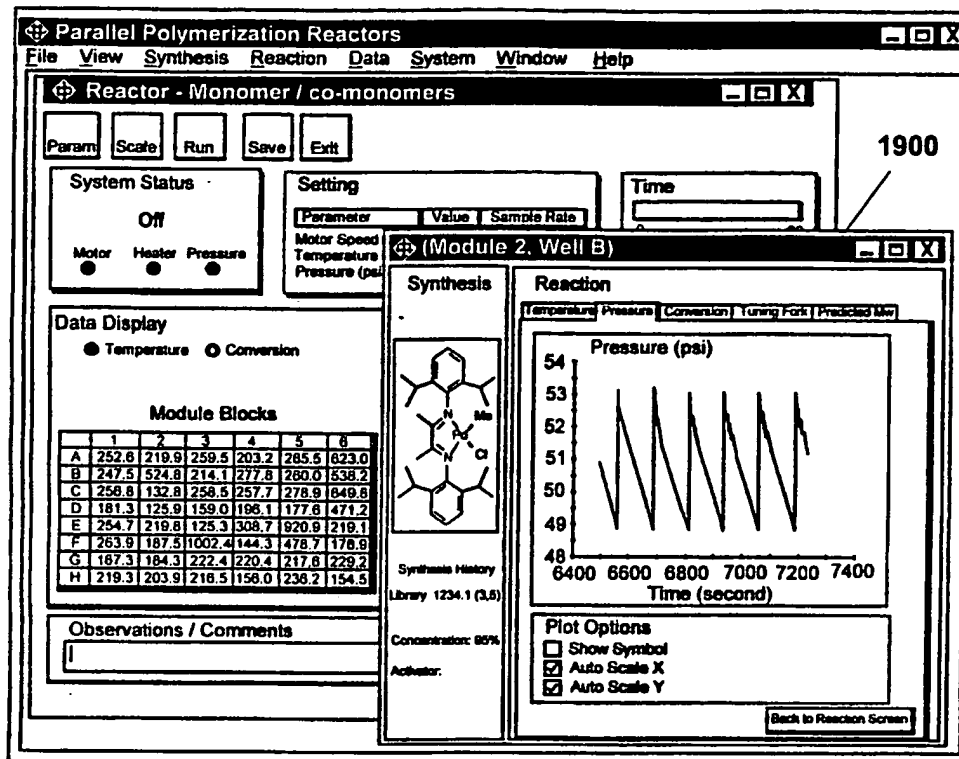 Parallel Polymerization Reactors
File View Synthesis Reaction Data System Window Help
Reactor - Monomer / co-monomers
Param Scale Run Save Exit
1900
System Status
Off
Motor Heater Pressure
Setting
Parameter Value Sample Rate
Motor Speed
Temperature
Pressure (psi
Time
(Module 2, Well B)
Data Display
Temperature Conversion
Module Blocks
1 2 3 4 5 6
A 252.6 219.9 259.5 203.2 265.5 623.0
B 247.5 524.8 214.1 277.8 260.0 538.2
C 256.8 132.8 258.5 257.7 278.9 649.8
D 181.3 125.9 159.0 196.1 177.6 471.2
E 254.7 219.8 125.3 308.7 920.9 219.1
F 263.9 187.5 1002.4 144.3 478.7 178.9
G 187.3 184.3 222.4 220.4 217.6 229.2
H 219.3 203.9 216.5 156.0 236.2 154.5
Observations / Comments
Synthesis
N
Me
Pd
N
Cl
Synthesis History
Library 1234.1 (3,5)
Concentration: 95%
Activator:
Reaction
Temperature Pressure Conversion Tuning Fork Predicted Mw
Pressure (psi)
54
53
52
51
50
49
48
6400 6600 6800 7000 7200 7400
Time (second)
Plot Options
Show Symbol
Auto Scale X
Auto Scale Y
Back to Reaction Screen